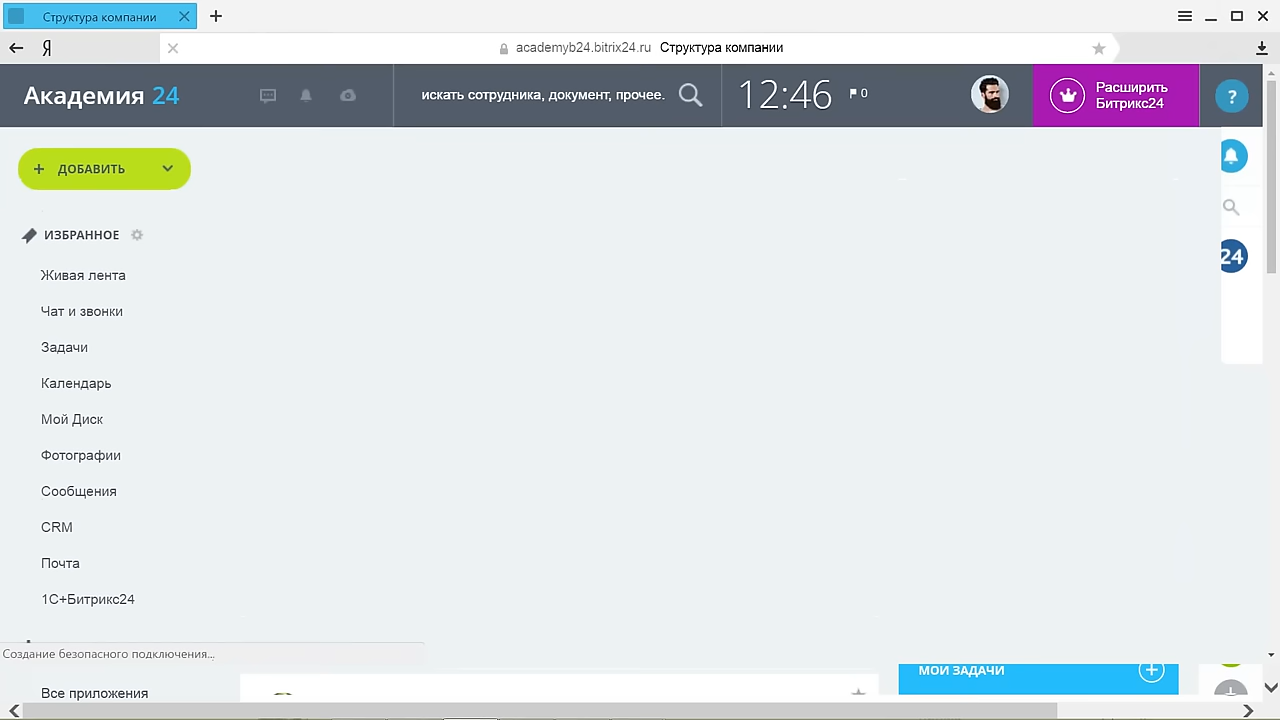 Структура компании
Я
academyb24.bitrix24.ru Структура компании
Академия 24
искать сотрудника, документ, прочее.
12:46
0
Расширить
Битрикс24
?
+ ДОБАВИТЬ
24
ИЗБРАННОЕ
Живая лента
Чат и звонки
Задачи
Календарь
Мой Диск
Фотографии
Сообщения
CRM
Почта
1С+Битрикс24
Создание безопасного подключения...
МОИ ЗАДАЧИ
Все приложения